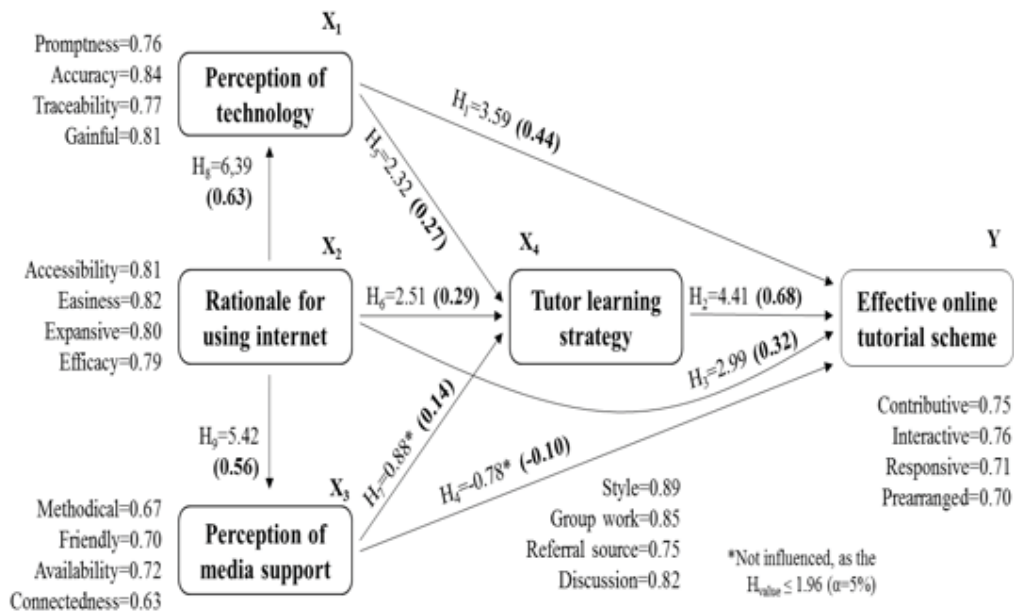 X₁
Promptness=0.76
Accuracy=0.84
Traceability=0.77
Gainful=0.81
Perception of
technology
H₁=3.59 (0.44)
H₅=2.32 (0.27)
H₈=6,39
(0.63)
X₂
Accessibility=0.81
Easiness=0.82
Expansive=0.80
Efficacy=0.79
Rationale for
using internet
H₆=2.51 (0.29)
X₄
Tutor learning
strategy
H₂=4.41 (0.68)
Y
Effective online
tutorial scheme
H₃=2.99 (0.32)
Contributive=0.75
Interactive=0.76
Responsive=0.71
Prearranged=0.70
H₉=5.42
(0.56)
H₇=0.88* (0.14)
H₄=-0.78* (-0.10)
X₃
Methodical=0.67
Friendly=0.70
Availability=0.72
Connectedness=0.63
Perception of
media support
Style=0.89
Group work=0.85
Referral source=0.75
Discussion=0.82
*Not influenced, as the
H value ≤ 1.96 (α=5%)